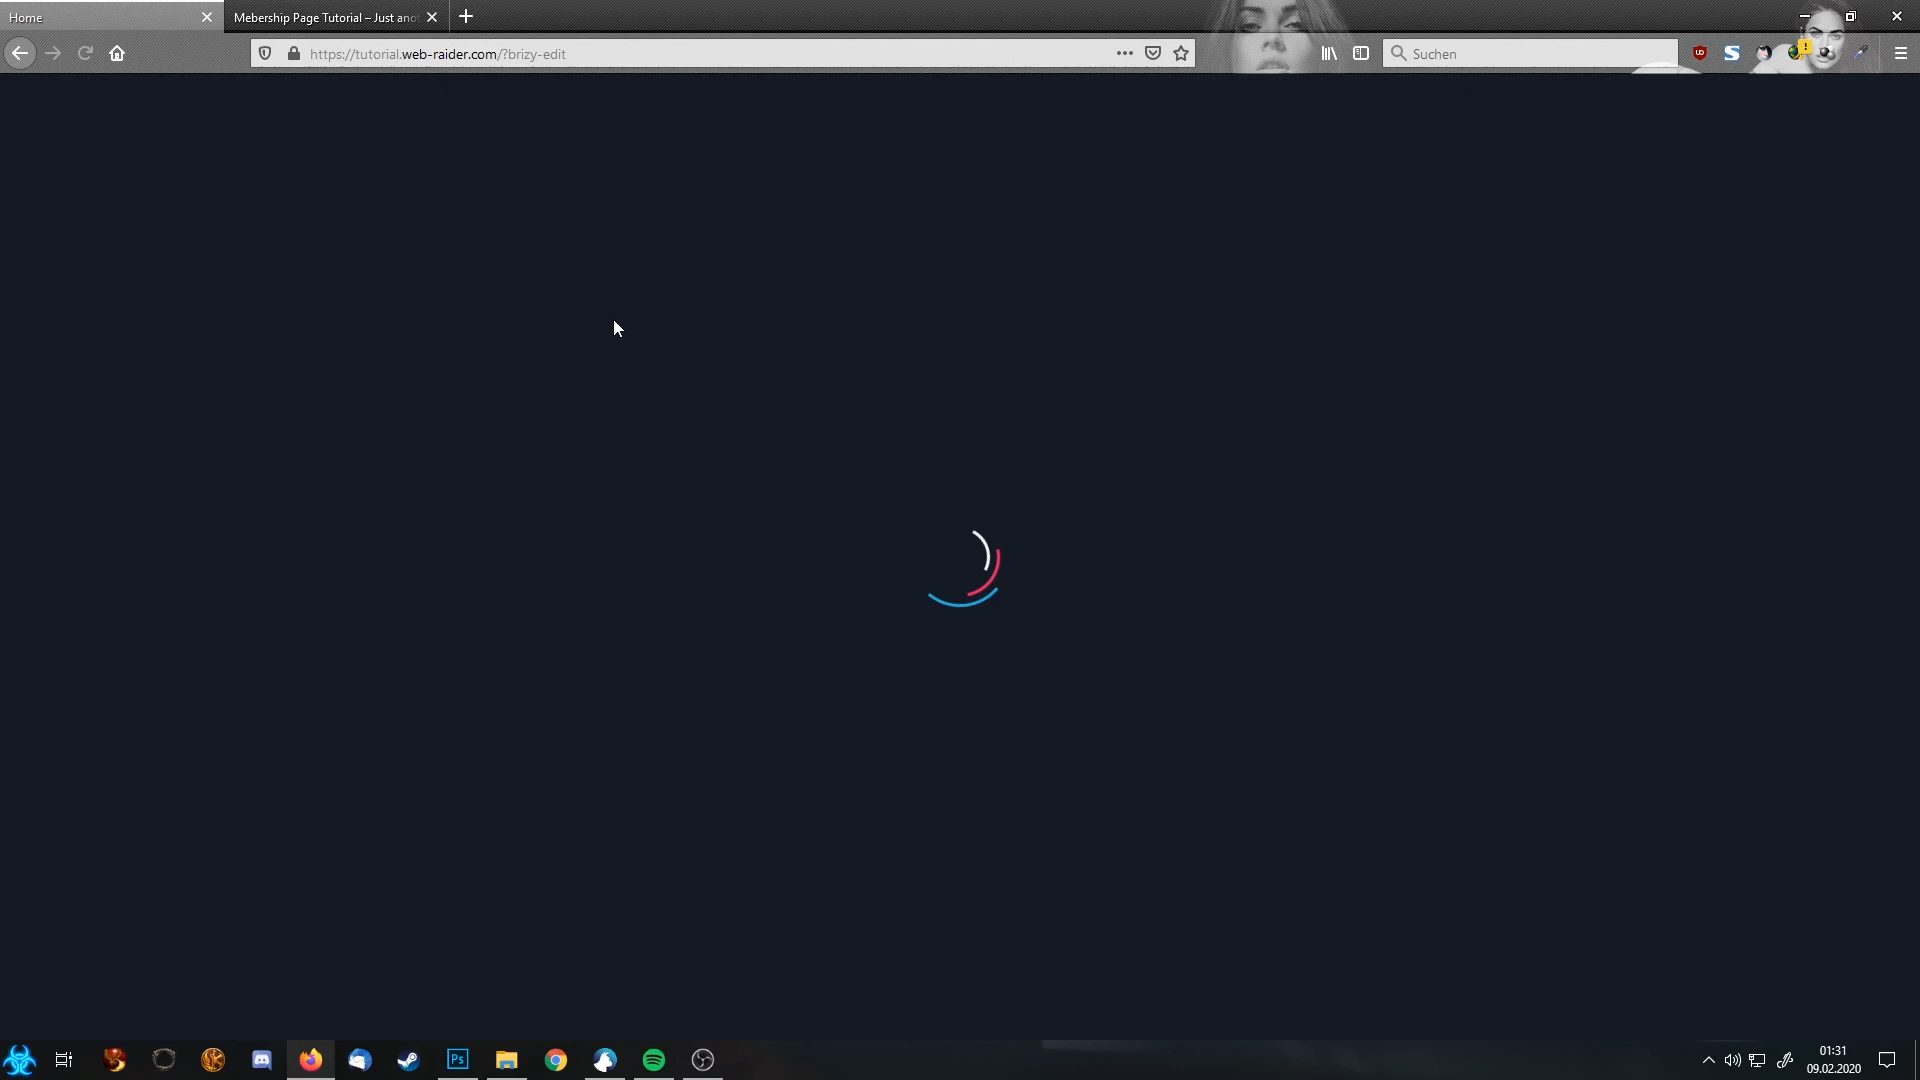 Home
Mebership Page Tutorial – Just ano
https://tutorial.web-raider.com/?brizy-edit
Suchen
Ps
01:31
09.02.2020